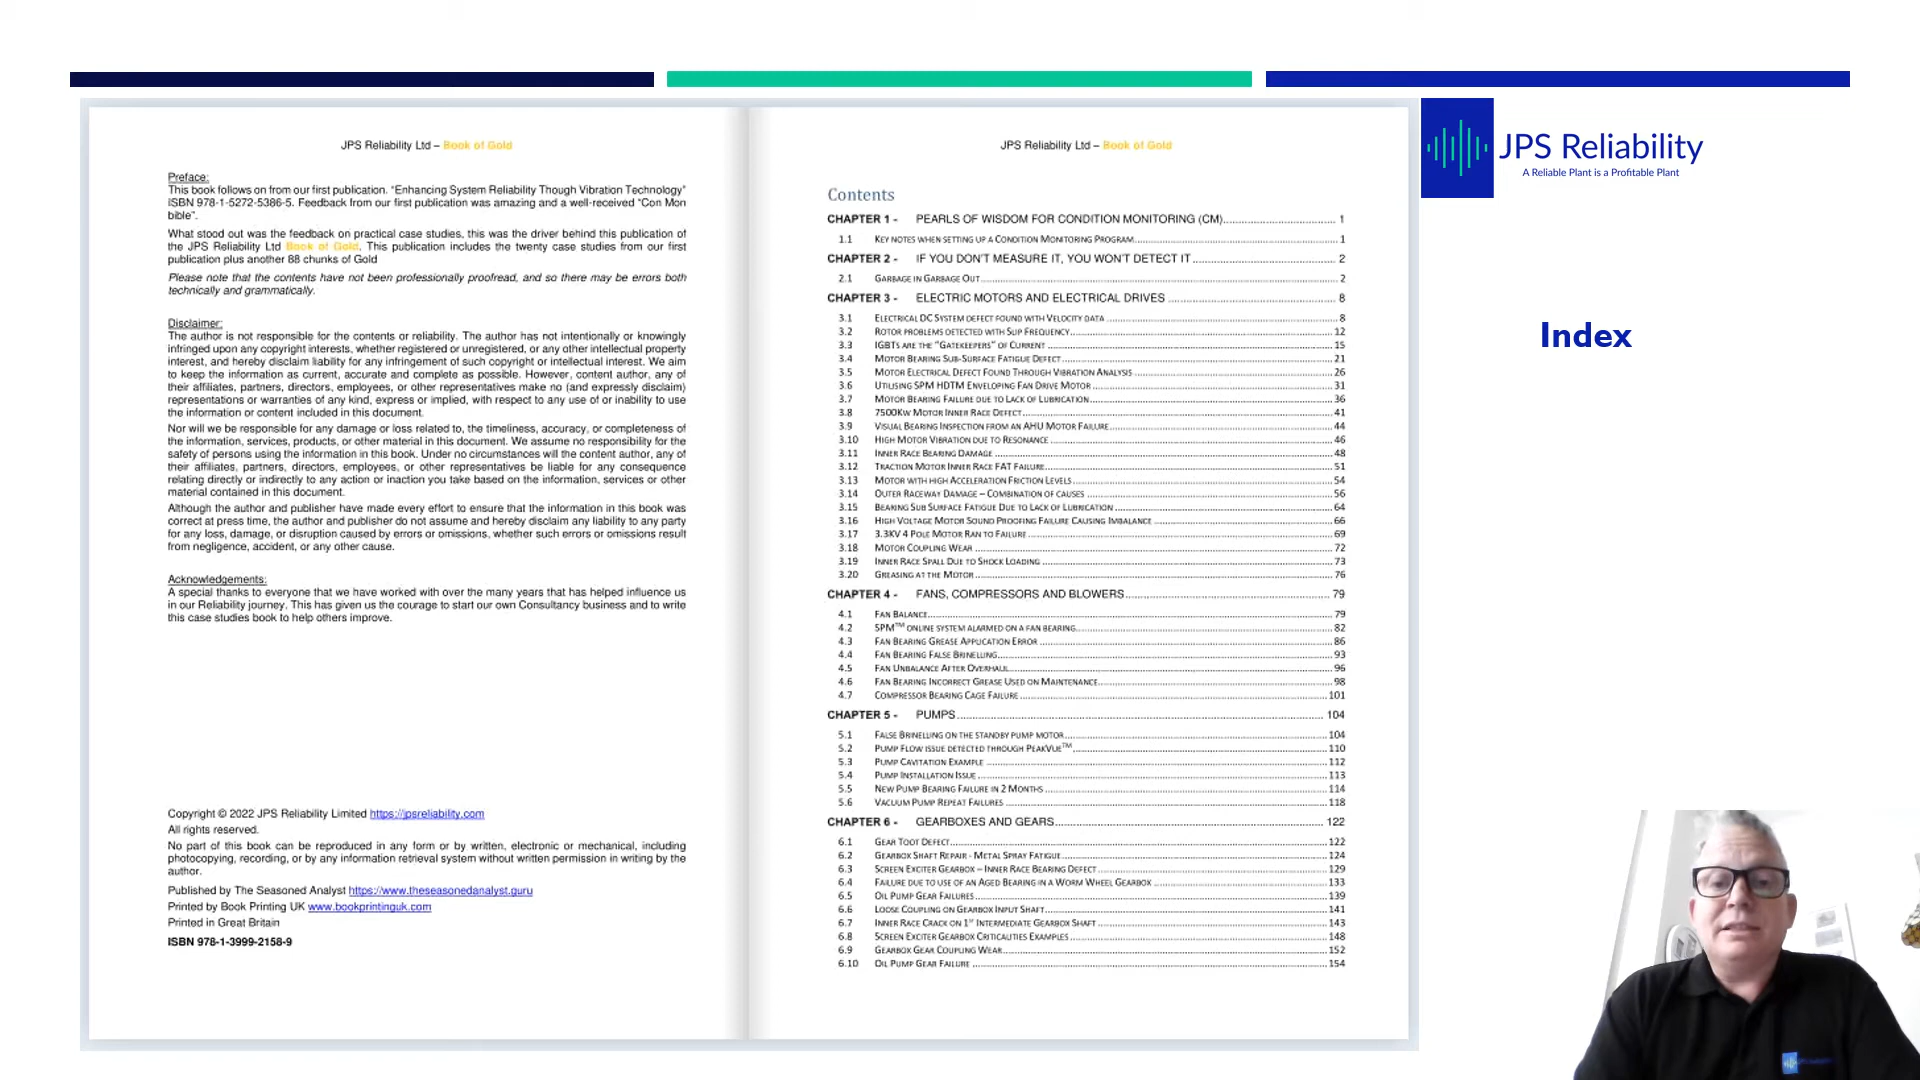 JPS Reliability Ltd – Book of Gold
Preface:
This book follows on from our first publication. "Enhancing System Reliability Though Vibration Technology"
ISBN 978-1-5272-5386-5. Feedback from our first publication was amazing and a well-received "Con Mon
bible".
What stood out was the feedback on practical case studies, this was the driver behind this publication of
the JPS Reliability Ltd Book of Gold. This publication includes the twenty case studies from our first
publication plus another 88 chunks of Gold
Please note that the contents have not been professionally proofread, and so there may be errors both
technically and grammatically.
Disclaimer:
The author is not responsible for the contents or reliability. The author has not intentionally or knowingly
infringed upon any copyright interests, whether registered or unregistered, or any other intellectual property
interest, and hereby disclaim liability for any infringement of such copyright or intellectual interest. We aim
to keep the information as current, accurate and complete as possible. However, content author, any of
their affiliates, partners, directors, employees, or other representatives make no (and expressly disclaim)
representations or warranties of any kind, express or implied, with respect to any use of or inability to use
the information or content included in this document.
Nor will we be responsible for any damage or loss related to, the timeliness, accuracy, or completeness of
the information, services, products, or other material in this document. We assume no responsibility for the
safety of persons using the information in this book. Under no circumstances will the content author, any of
their affiliates, partners, directors, employees, or other representatives be liable for any consequence
relating directly or indirectly to any action or inaction you take based on the information, services or other
material contained in this document.
Although the author and publisher have made every effort to ensure that the information in this book was
correct at press time, the author and publisher do not assume and hereby disclaim any liability to any party
for any loss, damage, or disruption caused by errors or omissions, whether such errors or omissions result
from negligence, accident, or any other cause.
Acknowledgements:
A special thanks to everyone that we have worked with over the many years that has helped influence us
in our Reliability journey. This has given us the courage to start our own Consultancy business and to write
this case studies book to help others improve.
Copyright © 2022 JPS Reliability Limited https://jpsreliability.com
All rights reserved.
No part of this book can be reproduced in any form or by written, electronic or mechanical, including
photocopying, recording, or by any information retrieval system without written permission in writing by the
author.
Published by The Seasoned Analyst https://www.theseasonedanalyst.guru
Printed by Book Printing UK www.bookprintinguk.com
Printed in Great Britain
ISBN 978-1-3999-2158-9
JPS Reliability Ltd – Book of Gold
Contents
CHAPTER 1 - PEARLS OF WISDOM FOR CONDITION MONITORING (CM) 1
1.1 Key notes when setting up a Condition Monitoring Program 1
CHAPTER 2 - IF YOU DON'T MEASURE IT, YOU WON'T DETECT IT 2
2.1 Garbage in Garbage Out 2
CHAPTER 3 - ELECTRIC MOTORS AND ELECTRICAL DRIVES 8
3.1 Electrical DC System defect found with Velocity data 8
3.2 Rotor problems detected with Slip Frequency 12
3.3 IGBTs are the "Gatekeepers" of Current 15
3.4 Motor Bearing Sub-Surface Fatigue Defect 21
3.5 Motor Electrical Defect Found Through Vibration Analysis 26
3.6 Utilising SPM HDTM Enveloping Fan Drive Motor 31
3.7 Motor Bearing Failure due to Lack of Lubrication 36
3.8 7500Kw Motor Inner Race Defect 41
3.9 Visual Bearing Inspection from an AHU Motor Failure 44
3.10 High Motor Vibration due to Resonance 46
3.11 Inner Race Bearing Damage 48
3.12 Traction Motor Inner Race FAT Failure 51
3.13 Motor with high Acceleration Friction Levels 54
3.14 Outer Raceway Damage – Combination of causes 56
3.15 Bearing Sub Surface Fatigue Due to Lack of Lubrication 64
3.16 High Voltage Motor Sound Proofing Failure Causing Imbalance 66
3.17 3.3KV 4 Pole Motor Ran to Failure 69
3.18 Motor Coupling Wear 72
3.19 Inner Race Spall Due to Shock Loading 73
3.20 Greasing at the Motor 76
CHAPTER 4 - FANS, COMPRESSORS AND BLOWERS 79
4.1 Fan Balance 79
4.2 SPM™ online system alarmed on a fan bearing 82
4.3 Fan Bearing Grease Application Error 86
4.4 Fan Bearing False Brinelling 93
4.5 Fan Unbalance After Overhaul 96
4.6 Fan Bearing Incorrect Grease Used on Maintenance 98
4.7 Compressor Bearing Cage Failure 101
CHAPTER 5 - PUMPS 104
5.1 False Brinelling on the standby pump motor 104
5.2 Pump Flow issue detected through PeakVue™ 110
5.3 Pump Cavitation Example 112
5.4 Pump Installation Issue 113
5.5 New Pump Bearing Failure in 2 Months 114
5.6 Vacuum Pump Repeat Failures 118
CHAPTER 6 - GEARBOXES AND GEARS 122
6.1 Gear Toot Defect 122
6.2 Gearbox Shaft Repair - Metal Spray Fatigue 124
6.3 Screen Exciter Gearbox – Inner Race Bearing Defect 129
6.4 Failure due to use of an Aged Bearing in a Worm Wheel Gearbox 133
6.5 Oil Pump Gear Failures 139
6.6 Loose Coupling on Gearbox Input Shaft 141
6.7 Inner Race Crack on 1st Intermediate Gearbox Shaft 143
6.8 Screen Exciter Gearbox Criticalities Examples 148
6.9 Gearbox Gear Coupling Wear 152
6.10 Oil Pump Gear Failure 154
JPS Reliability
A Reliable Plant is a Profitable Plant
Index